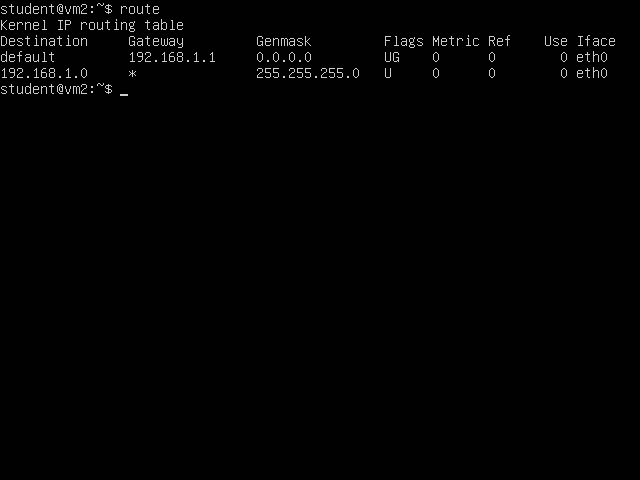 student@vm2:~$ route
Kernel IP routing table
Destination     Gateway         Genmask         Flags Metric Ref    Use Iface
default         192.168.1.1     0.0.0.0         UG    0      0        0 eth0
192.168.1.0     *               255.255.255.0   U     0      0        0 eth0
student@vm2:~$ _